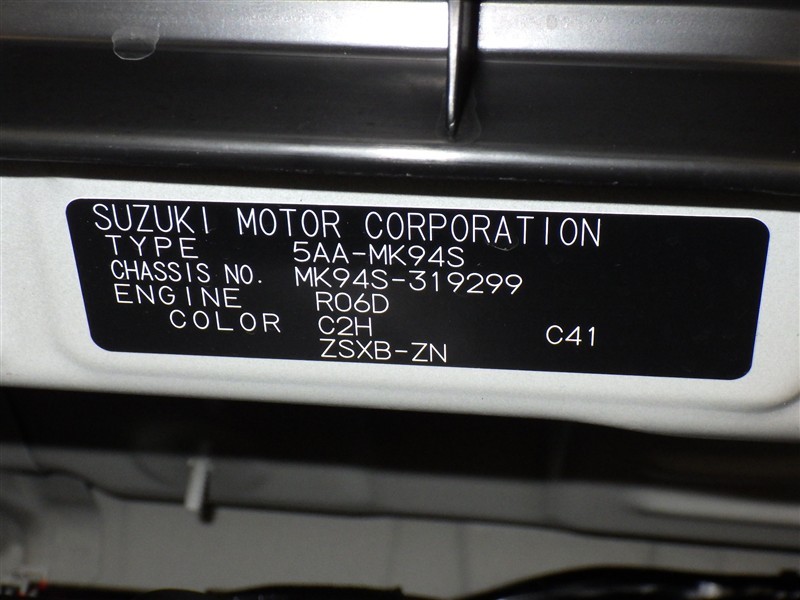 SUZUKI MOTOR CORPORATION
TYPE 5AA-MK94S
CHASSIS NO. MK94S-319299
ENGINE R06D
COLOR C2H C41
ZSXB-ZN